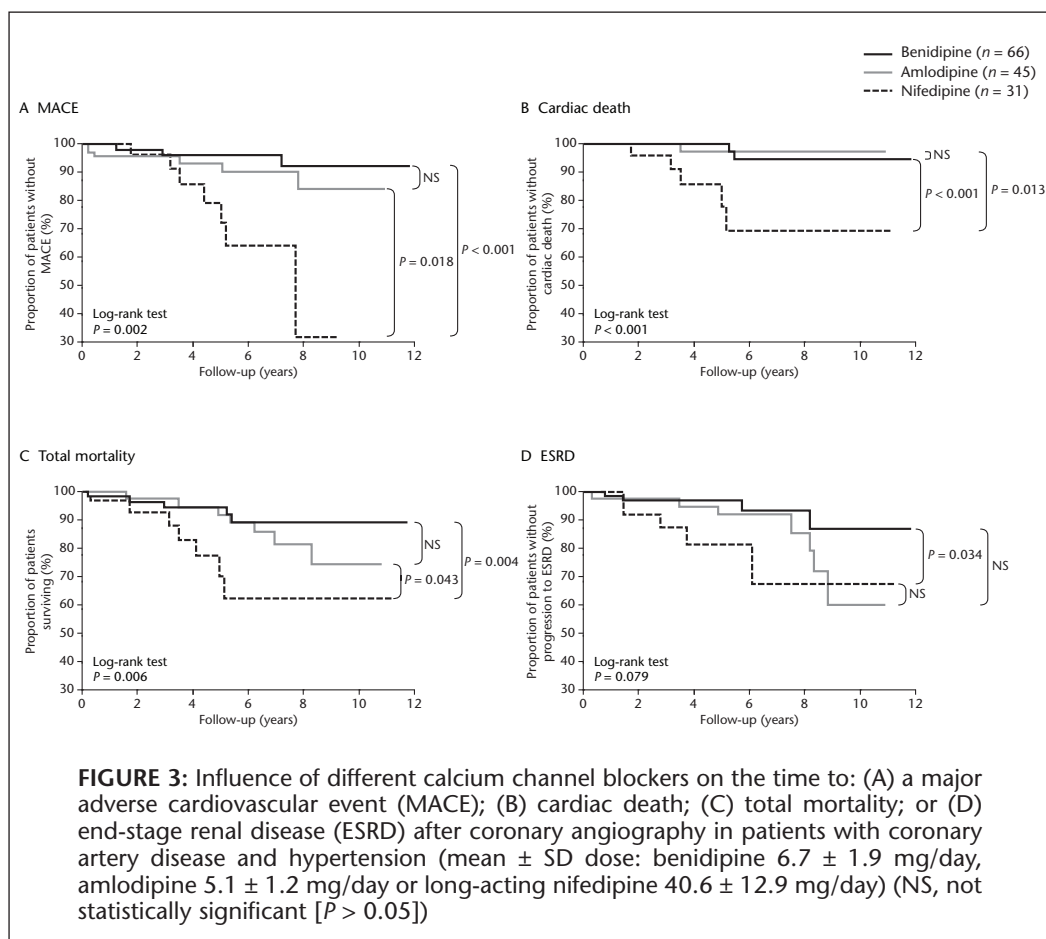 Benidipine (n = 66)
Amlodipine (n = 45)
Nifedipine (n = 31)
A MACE
100
90
80
70
60
50
40
30
Proportion of patients without
MACE (%)
NS
P = 0.018
P < 0.001
Log-rank test
P = 0.002
0 2 4 6 8 10 12
Follow-up (years)
B Cardiac death
100
90
80
70
60
50
40
30
Proportion of patients without
cardiac death (%)
NS
P < 0.001
P = 0.013
Log-rank test
P < 0.001
0 2 4 6 8 10 12
Follow-up (years)
C Total mortality
100
90
80
70
60
50
40
30
Proportion of patients
surviving (%)
NS
P = 0.043
P = 0.004
Log-rank test
P = 0.006
0 2 4 6 8 10 12
Follow-up (years)
D ESRD
100
90
80
70
60
50
40
30
Proportion of patients without
progression to ESRD (%)
P = 0.034
NS
NS
Log-rank test
P = 0.079
0 2 4 6 8 10 12
Follow-up (years)
FIGURE 3: Influence of different calcium channel blockers on the time to: (A) a major
adverse cardiovascular event (MACE); (B) cardiac death; (C) total mortality; or (D)
end-stage renal disease (ESRD) after coronary angiography in patients with coronary
artery disease and hypertension (mean ± SD dose: benidipine 6.7 ± 1.9 mg/day,
amlodipine 5.1 ± 1.2 mg/day or long-acting nifedipine 40.6 ± 12.9 mg/day) (NS, not
statistically significant [P > 0.05])